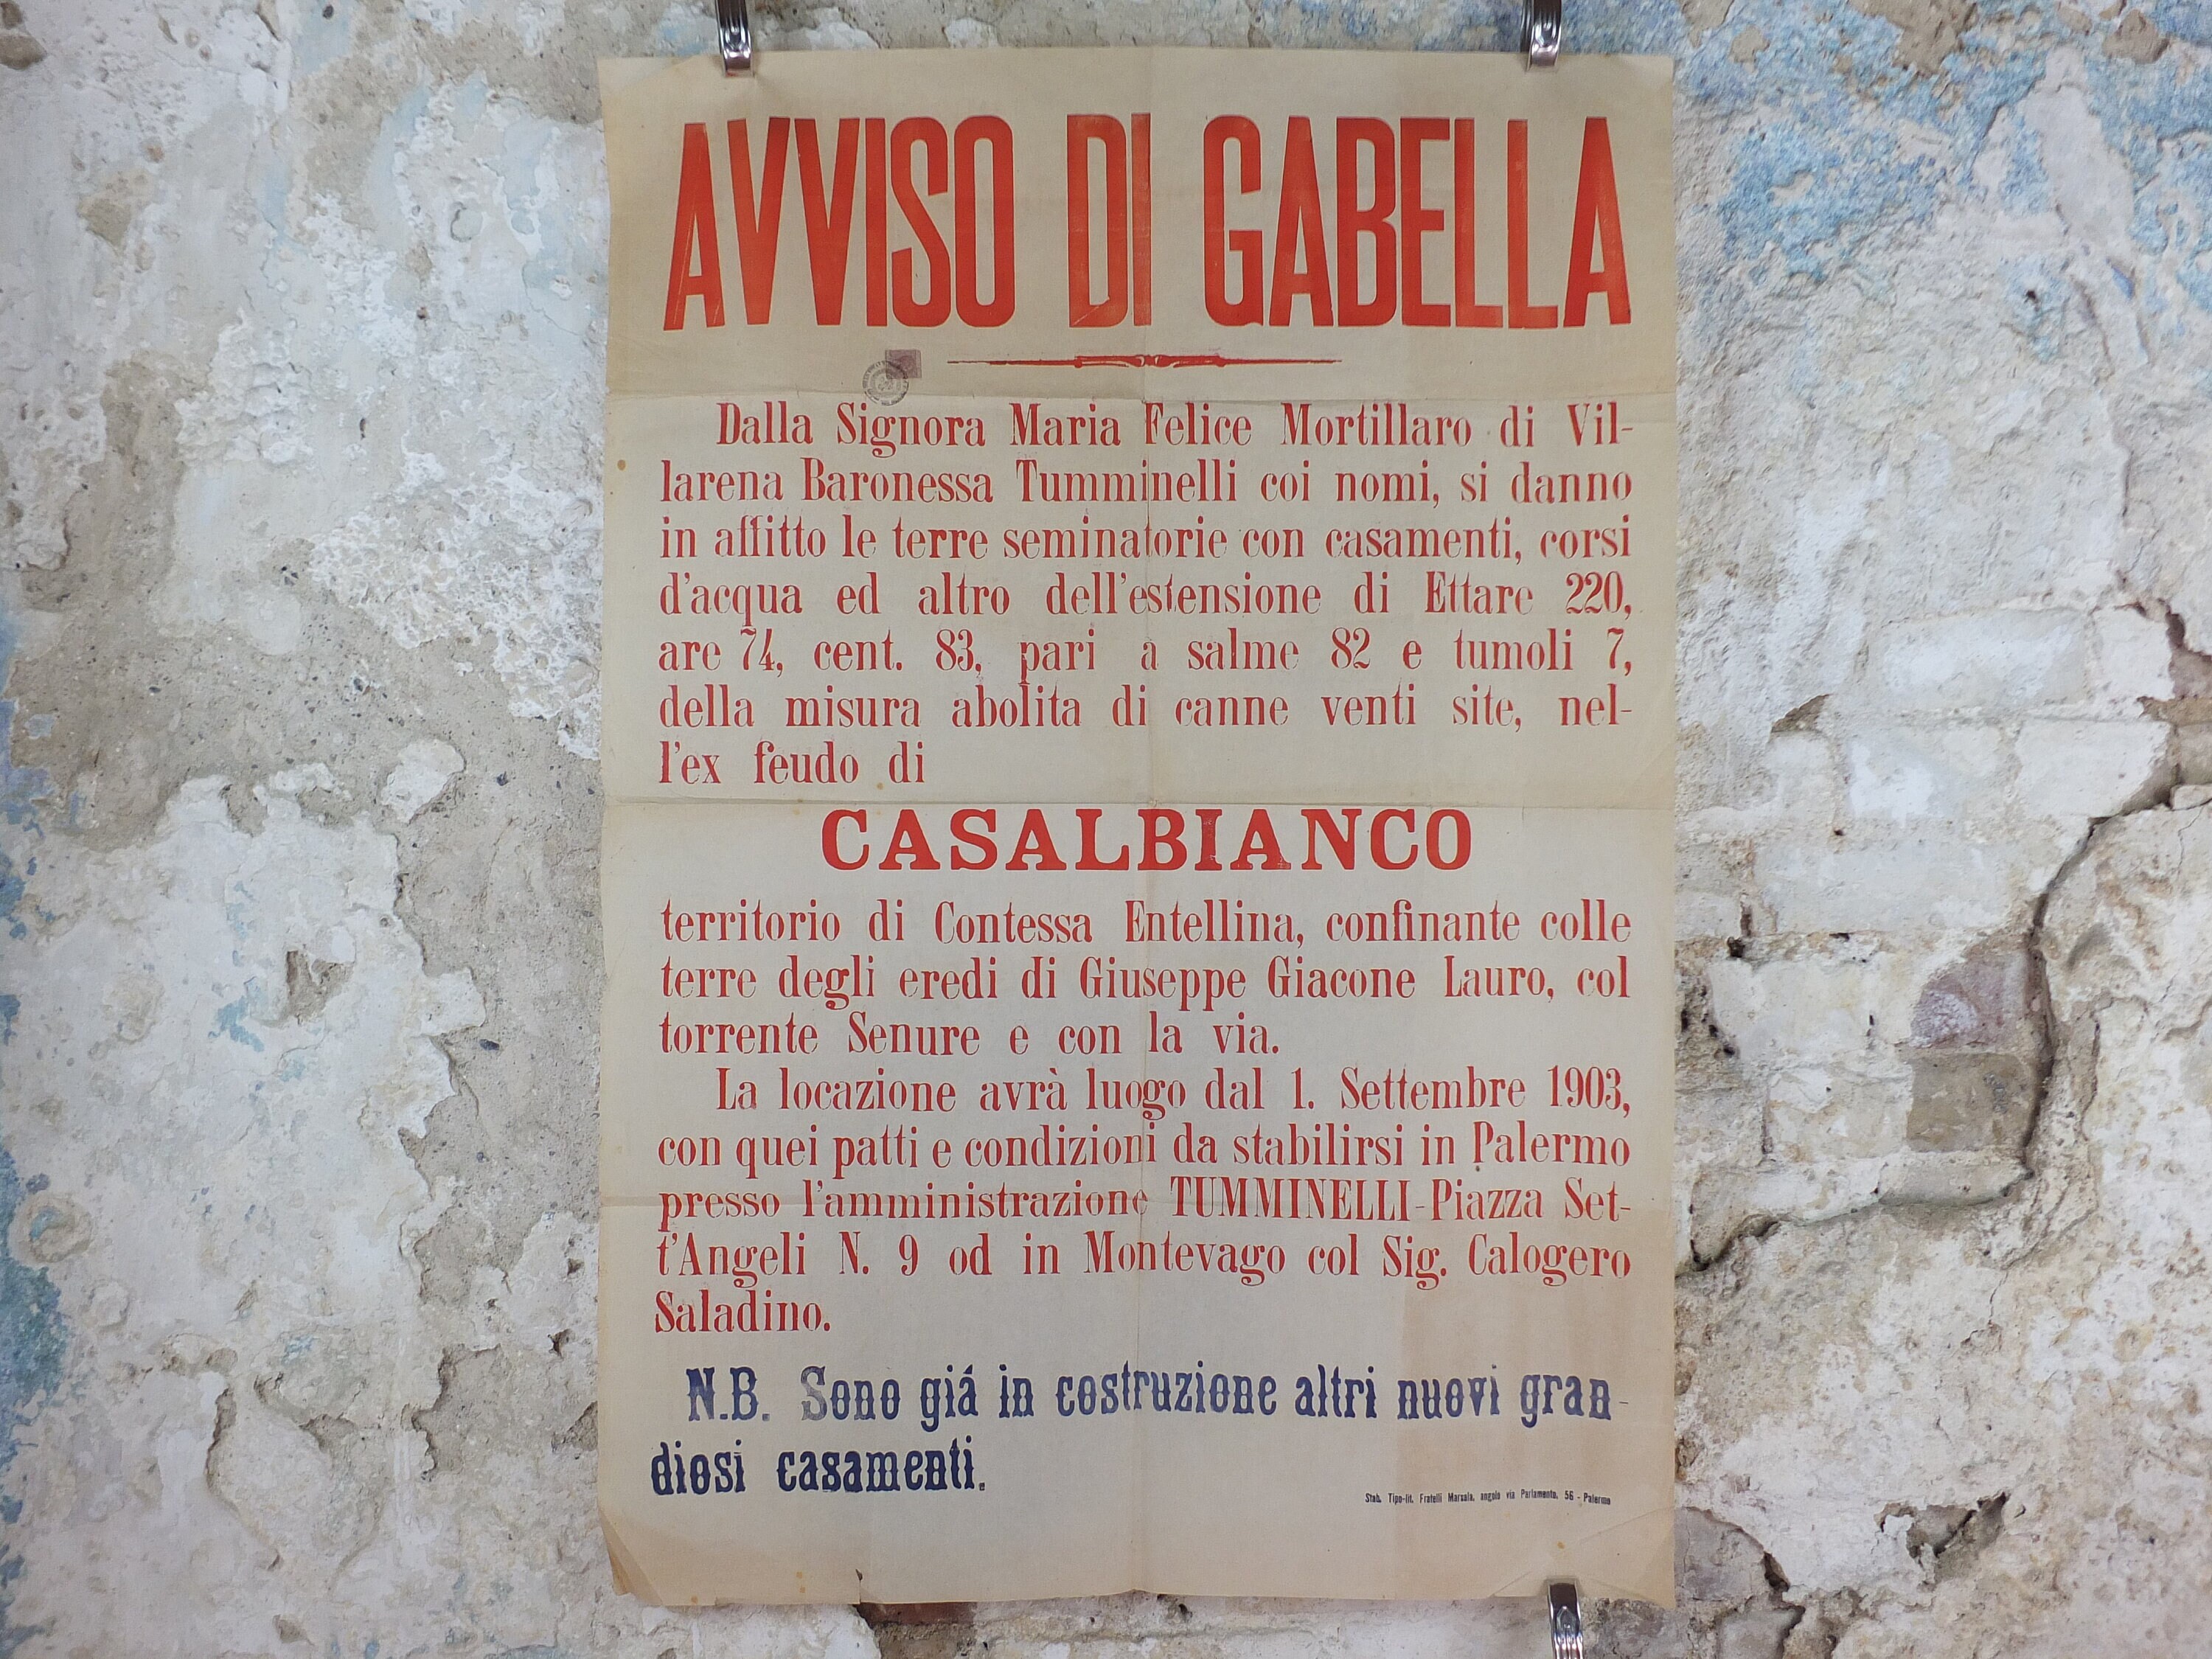 AVVISO DI GABELLA
Dalla Signora Maria Felice Mortillaro di Vil-
larena Baronessa Tumminelli coi nomi, si danno
in affitto le terre seminatorie con casamenti, corsi
d'acqua ed altro dell'estensione di Ettare 220,
are 74, cent. 83, pari a salme 82 e tumoli 7,
della misura abolita di canne venti site, nel-
l'ex feudo di
CASALBIANCO
territorio di Contessa Entellina, confinante colle
terre degli eredi di Giuseppe Giacone Lauro, col
torrente Senure e con la via.
La locazione avrà luogo dal 1. Settembre 1903,
con quei patti e condizioni da stabilirsi in Palermo
presso l'amministrazione TUMMINELLI-Piazza Set-
t'Angeli N. 9 od in Montevago col Sig. Calogero
Saladino.
N.B. Sono giá in costruzione altri nuovi gran-
diosi casamenti.
Stab. Tipo-lit. Fratelli Marsala, angolo via Parlamento, 56 - Palermo